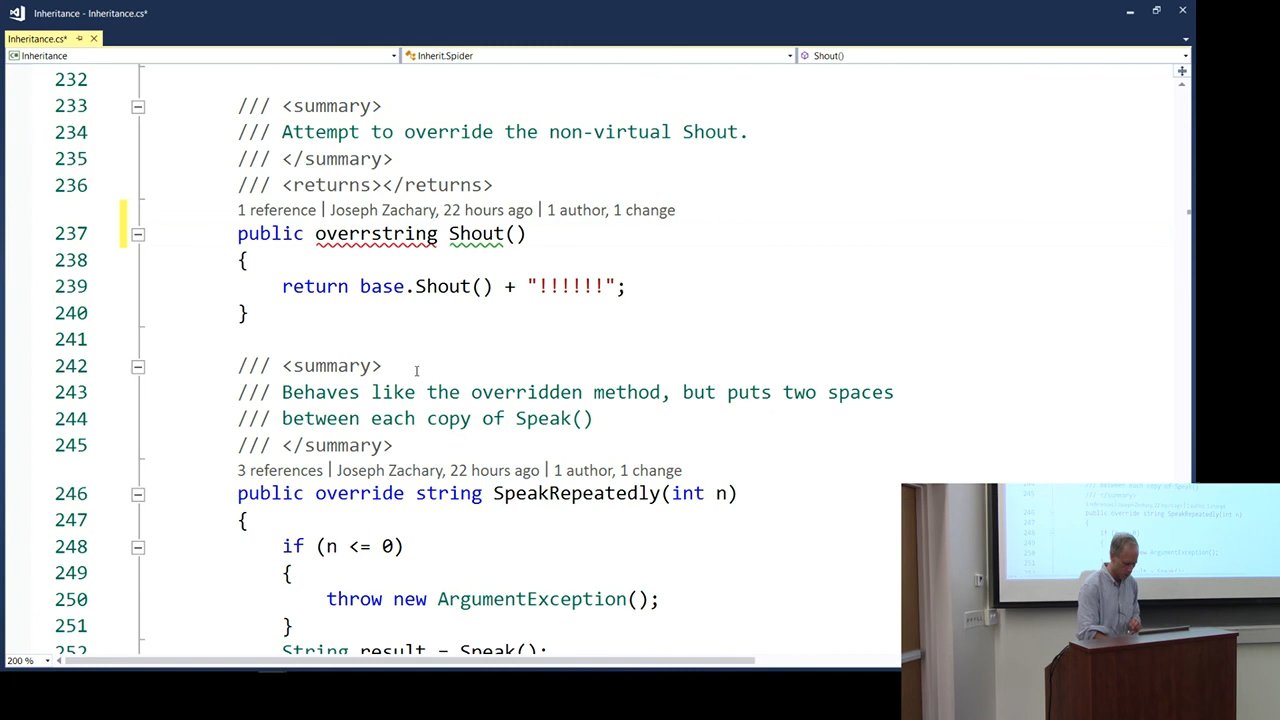 Inheritance - Inheritance.cs*
Inheritance.cs*
Inheritance
Inherit.Spider
Shout()
232
233 /// <summary>
234 /// Attempt to override the non-virtual Shout.
235 /// </summary>
236 /// <returns></returns>
1 reference | Joseph Zachary, 22 hours ago | 1 author, 1 change
237 public overrstring Shout()
238 {
239 return base.Shout() + "!!!!!!";
240 }
241
242 /// <summary>
243 /// Behaves like the overridden method, but puts two spaces
244 /// between each copy of Speak()
245 /// </summary>
3 references | Joseph Zachary, 22 hours ago | 1 author, 1 change
246 public override string SpeakRepeatedly(int n)
247 {
248 if (n <= 0)
249 {
250 throw new ArgumentException();
251 }
252 String result = Speak();
200 %